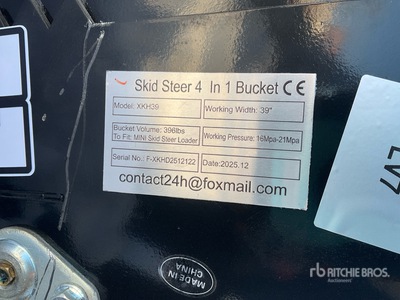 Skid Steer 4 In 1 Bucket CE
Model: XKH39
Working Width: 39"
Bucket Volume: 396lbs
To Fit: MINI Skid Steer Loader
Working Pressure: 16Mpa-21Mpa
Serial No.: F-XKHD2512122
Date:2025.12
contact24h@foxmail.com
MADE IN
CHINA
rb RITCHIE BROS.